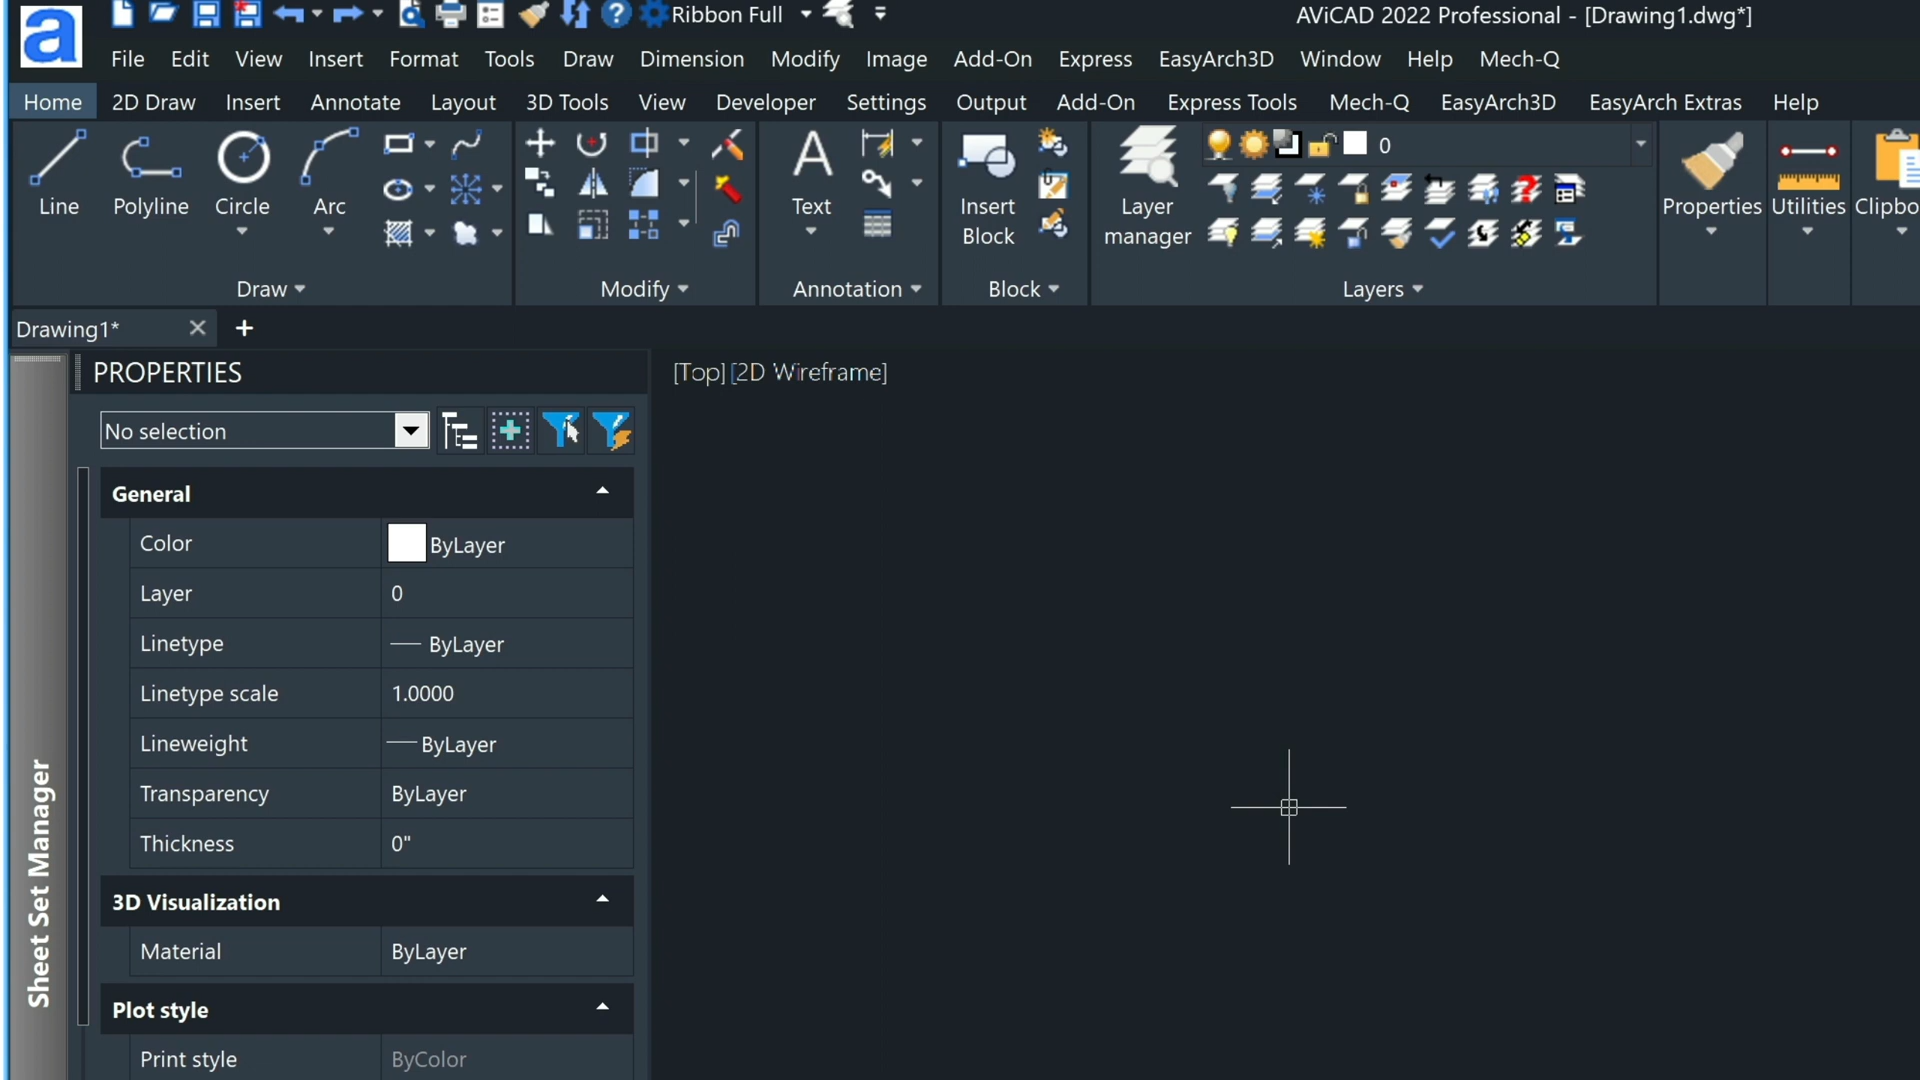 Ribbon Full
AViCAD 2022 Professional - [Drawing1.dwg*]
File Edit View Insert Format Tools Draw Dimension Modify Image Add-On Express EasyArch3D Window Help Mech-Q
Home 2D Draw Insert Annotate Layout 3D Tools View Developer Settings Output Add-On Express Tools Mech-Q EasyArch3D EasyArch Extras Help
0
Line Polyline Circle Arc Text Insert Block Layer manager Properties Utilities Clipbo
Draw Modify Annotation Block Layers
Drawing1*
PROPERTIES
[Top] [2D Wireframe]
No selection
General
Color ByLayer
Layer 0
Linetype ByLayer
Linetype scale 1.0000
Lineweight ByLayer
Transparency ByLayer
Thickness 0"
3D Visualization
Material ByLayer
Plot style
Print style ByColor
Sheet Set Manager